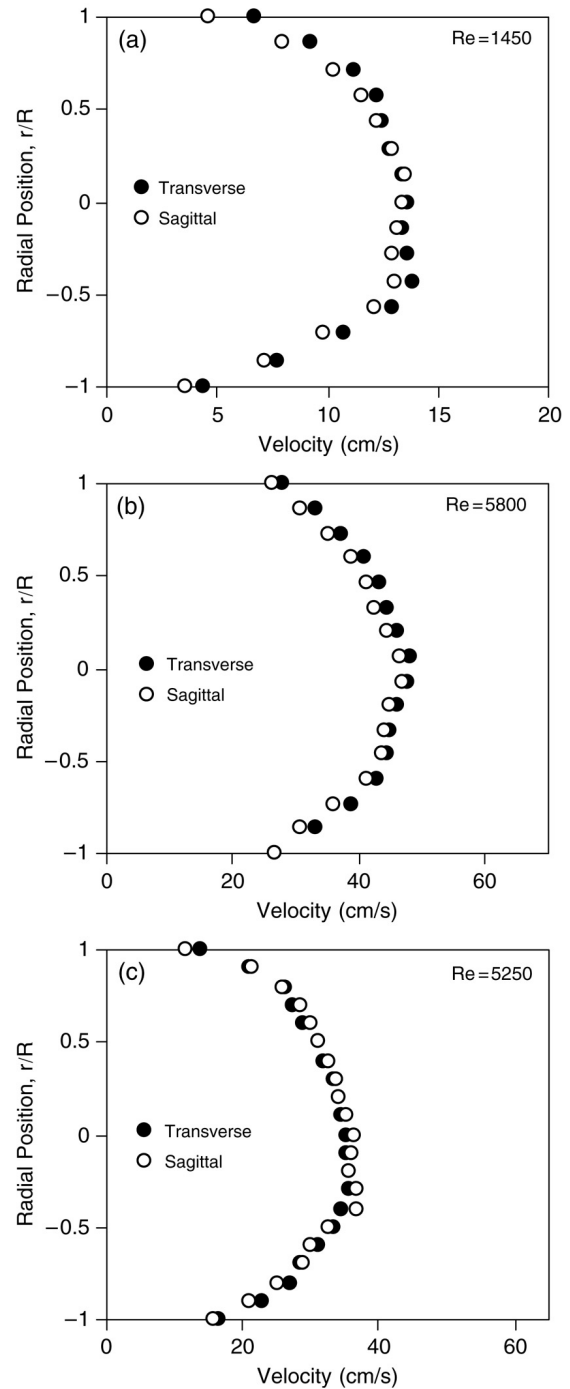 (a)
Re=1450
1
0.5
0
−0.5
−1
Radial Position, r/R
Transverse
Sagittal
0
5
10
15
20
Velocity (cm/s)
(b)
Re=5800
1
0.5
0
−0.5
−1
Radial Position, r/R
Transverse
Sagittal
0
20
40
60
Velocity (cm/s)
(c)
Re=5250
1
0.5
0
−0.5
−1
Radial Position, r/R
Transverse
Sagittal
0
20
40
60
Velocity (cm/s)